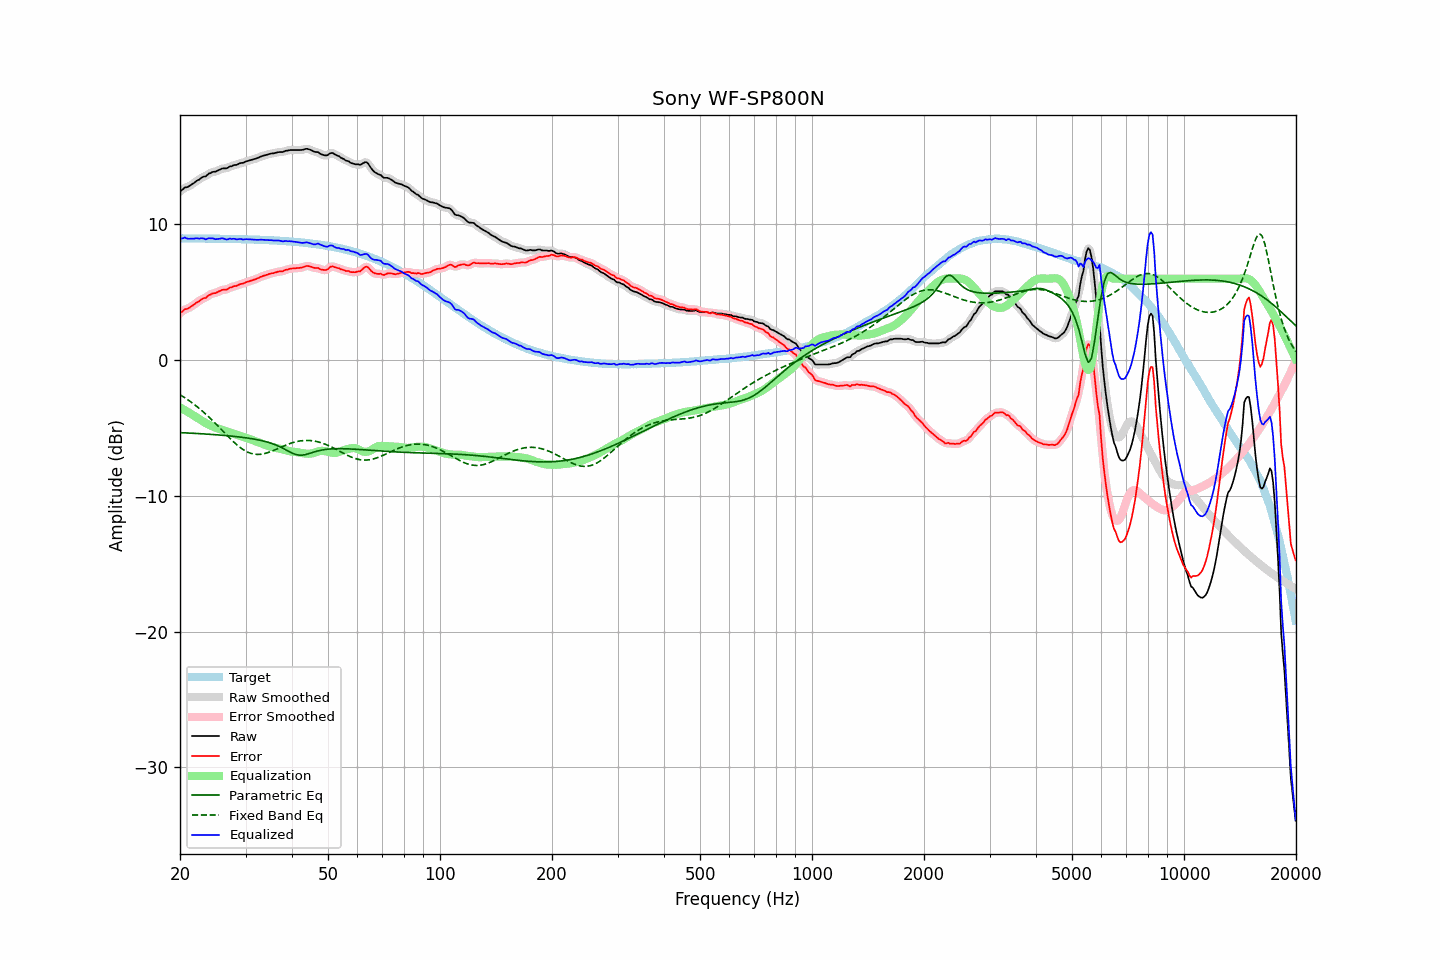 Sony WF-SP800N
Amplitude (dBr)
10
0
−10
−20
−30
Target
Raw Smoothed
Error Smoothed
Raw
Error
Equalization
Parametric Eq
Fixed Band Eq
Equalized
20 50 100 200 500 1000 2000 5000 10000 20000
Frequency (Hz)